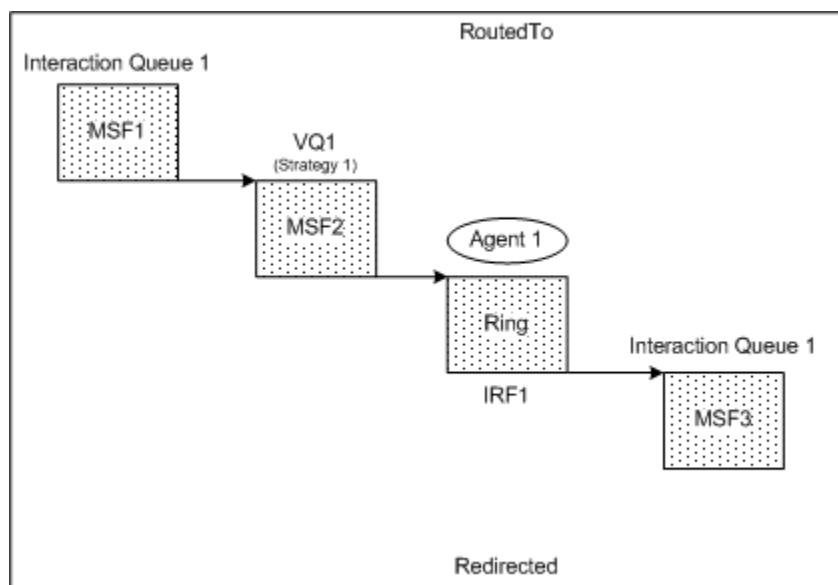 RoutedTo
Interaction Queue 1
MSF1
VQ1
(Strategy 1)
MSF2
Agent 1
Ring
IRF1
Interaction Queue 1
MSF3
Redirected